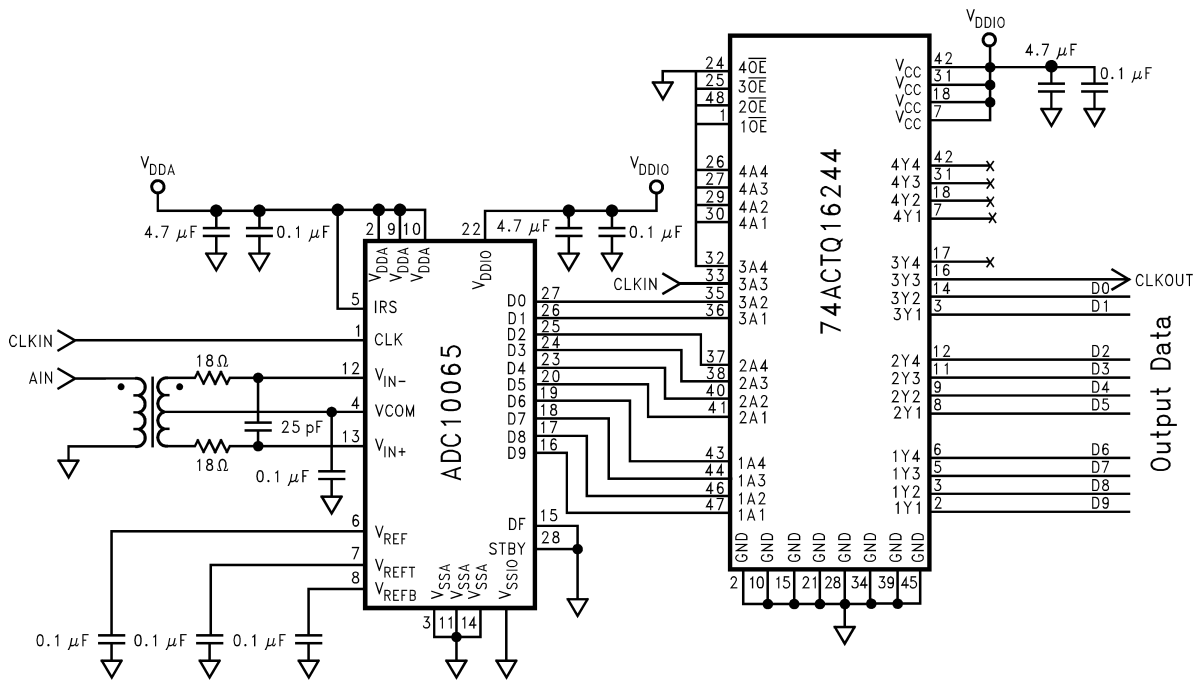 VDDIO
4.7 µF
0.1 µF
24 4OE
25 3OE
48 2OE
1 1OE
26 4A4
27 4A3
29 4A2
30 4A1
32 3A4
CLKIN 33 3A3
35 3A2
36 3A1
37 2A4
38 2A3
40 2A2
41 2A1
43 1A4
44 1A3
46 1A2
47 1A1
74ACTQ16244
VCC 42
VCC 31
VCC 18
VCC 7
4Y4 42 X
4Y3 31 X
4Y2 18 X
4Y1 7 X
3Y4 17 X
3Y3 16 CLKOUT
3Y2 14 D0
3Y1 3 D1
2Y4 12 D2
2Y3 11 D3
2Y2 9 D4
2Y1 8 D5
1Y4 6 D6
1Y3 5 D7
1Y2 3 D8
1Y1 2 D9
Output Data
GND GND GND GND GND GND GND GND
2 10 15 21 28 34 39 45
VDDA
4.7 µF
0.1 µF
2 9 10
VDDA VDDA VDDA
VDDIO
22
VDDIO
4.7 µF
0.1 µF
5 IRS
CLKIN 1 CLK
AIN
18Ω
12 VIN-
4 VCOM
25 pF
13 VIN+
18Ω
0.1 µF
6 VREF
7 VREFT
8 VREFB
0.1 µF 0.1 µF 0.1 µF
ADC10065
D0 27
D1 26
D2 25
D3 24
D4 23
D5 20
D6 19
D7 18
D8 17
D9 16
DF 15
STBY 28
VSSA VSSA VSSA VSSIO
3 11 14